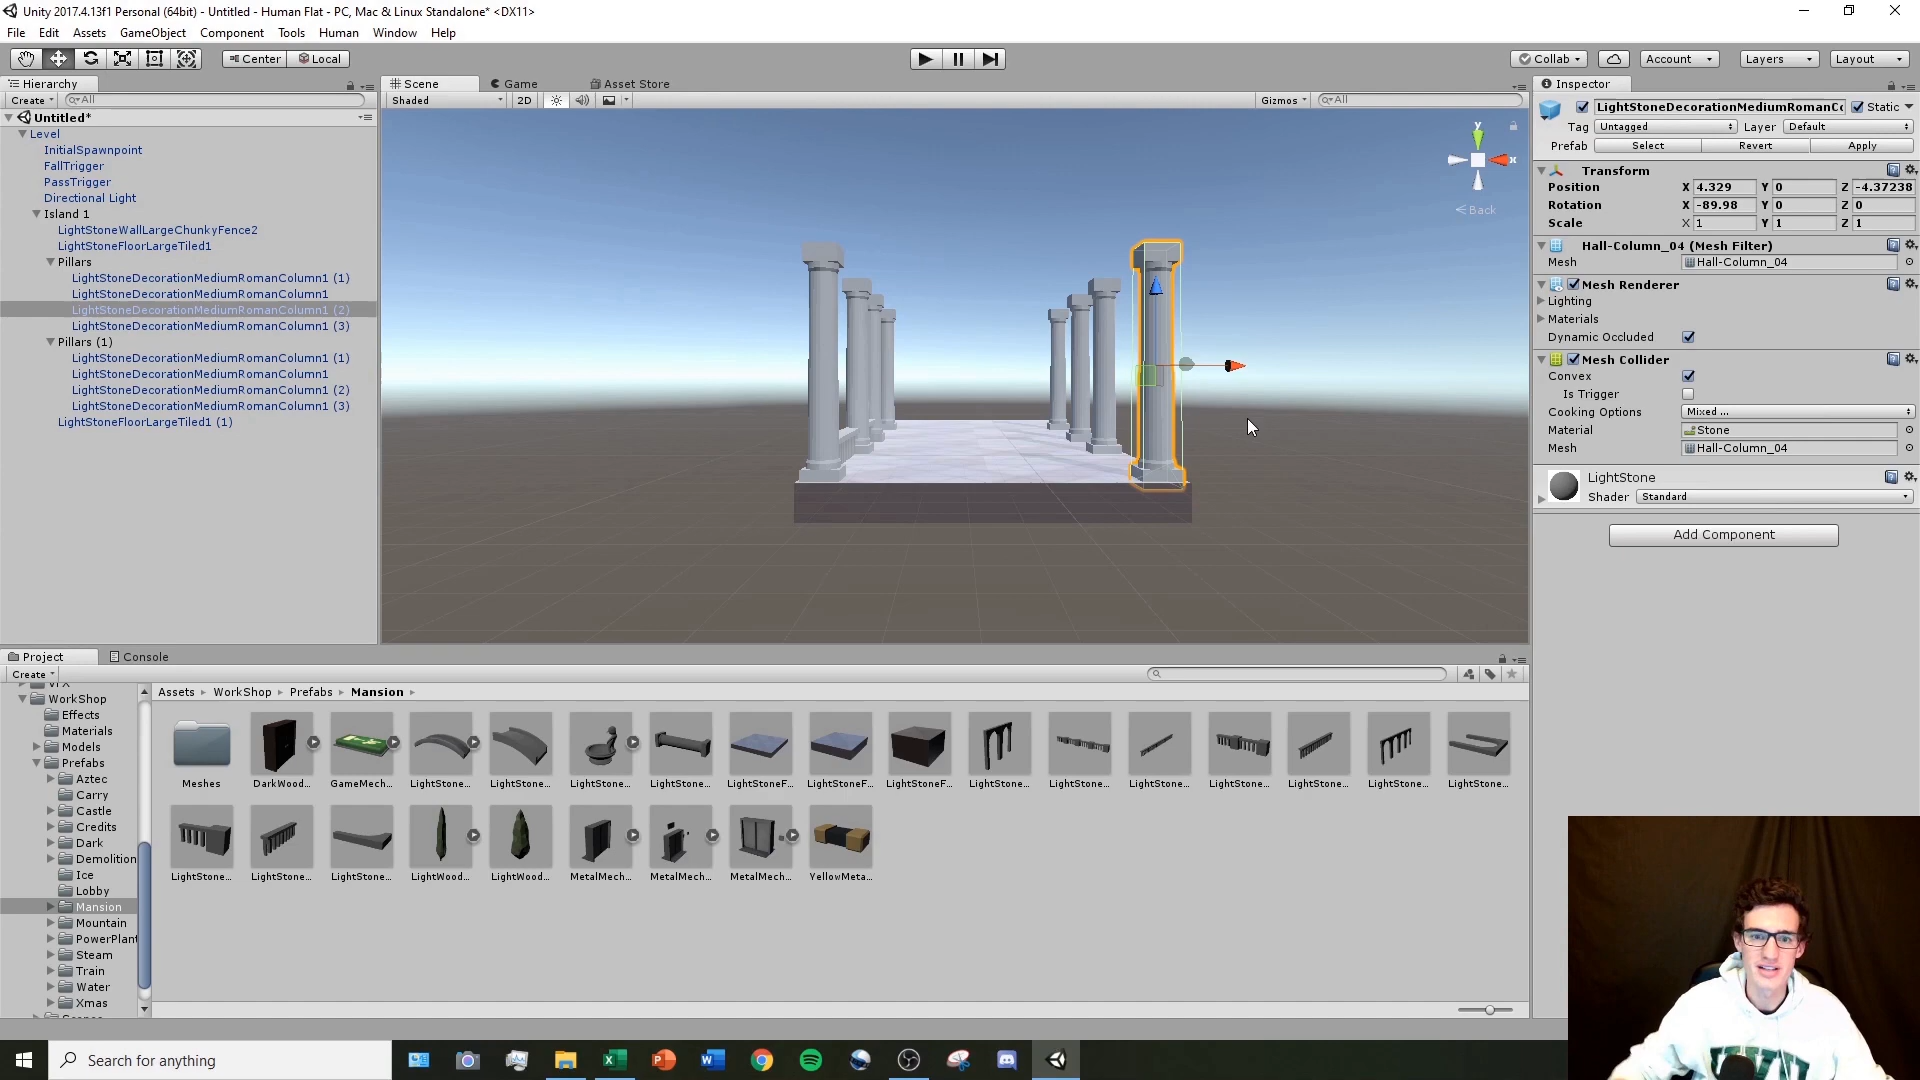 Unity 2017.4.13f1 Personal (64bit) - Untitled - Human Flat - PC, Mac & Linux Standalone* <DX11>
File Edit Assets GameObject Component Tools Human Window Help
Center Local
Collab Account Layers Layout
Hierarchy
Create All
Untitled*
Level
InitialSpawnpoint
FallTrigger
PassTrigger
Directional Light
Island 1
LightStoneWallLargeChunkyFence2
LightStoneFloorLargeTiled1
Pillars
LightStoneDecorationMediumRomanColumn1 (1)
LightStoneDecorationMediumRomanColumn1
LightStoneDecorationMediumRomanColumn1 (2)
LightStoneDecorationMediumRomanColumn1 (3)
Pillars (1)
LightStoneDecorationMediumRomanColumn1 (1)
LightStoneDecorationMediumRomanColumn1
LightStoneDecorationMediumRomanColumn1 (2)
LightStoneDecorationMediumRomanColumn1 (3)
LightStoneFloorLargeTiled1 (1)
Scene Game Asset Store
Shaded 2D Gizmos All
y
x
Back
Inspector
LightStoneDecorationMediumRomanCo Static
Tag Untagged Layer Default
Prefab Select Revert Apply
Transform
Position X 4.329 Y 0 Z -4.37238
Rotation X -89.98 Y 0 Z 0
Scale X 1 Y 1 Z 1
Hall-Column_04 (Mesh Filter)
Mesh Hall-Column_04
Mesh Renderer
Lighting
Materials
Dynamic Occluded
Mesh Collider
Convex
Is Trigger
Cooking Options Mixed ...
Material Stone
Mesh Hall-Column_04
LightStone
Shader Standard
Add Component
Project Console
Create
WorkShop
Effects
Materials
Models
Prefabs
Aztec
Carry
Castle
Credits
Dark
Demolition
Ice
Lobby
Mansion
Mountain
PowerPlant
Steam
Train
Water
Xmas
Assets WorkShop Prefabs Mansion
Meshes DarkWood... GameMech... LightStone... LightStone... LightStone... LightStone... LightStoneF... LightStoneF... LightStoneF... LightStone... LightStone... LightStone... LightStone... LightStone... LightStone... LightStone...
LightStone... LightStone... LightStone... LightWood... LightWood... MetalMech... MetalMech... MetalMech... YellowMeta...
Search for anything